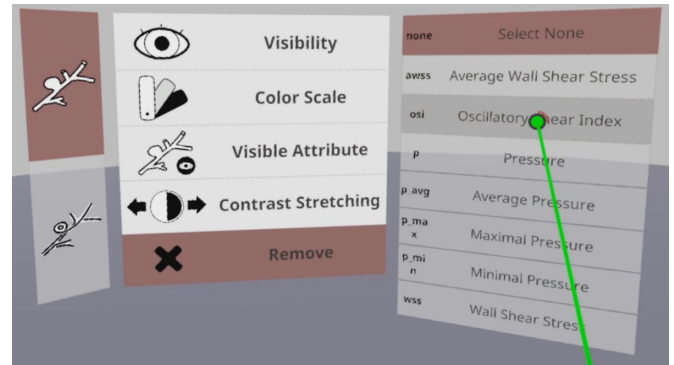 Visibility
Color Scale
Visible Attribute
Contrast Stretching
Remove
none Select None
awss Average Wall Shear Stress
osi Oscillatory Shear Index
p Pressure
p_avg Average Pressure
p_ma
x Maximal Pressure
p_mi
n Minimal Pressure
wss Wall Shear Stress